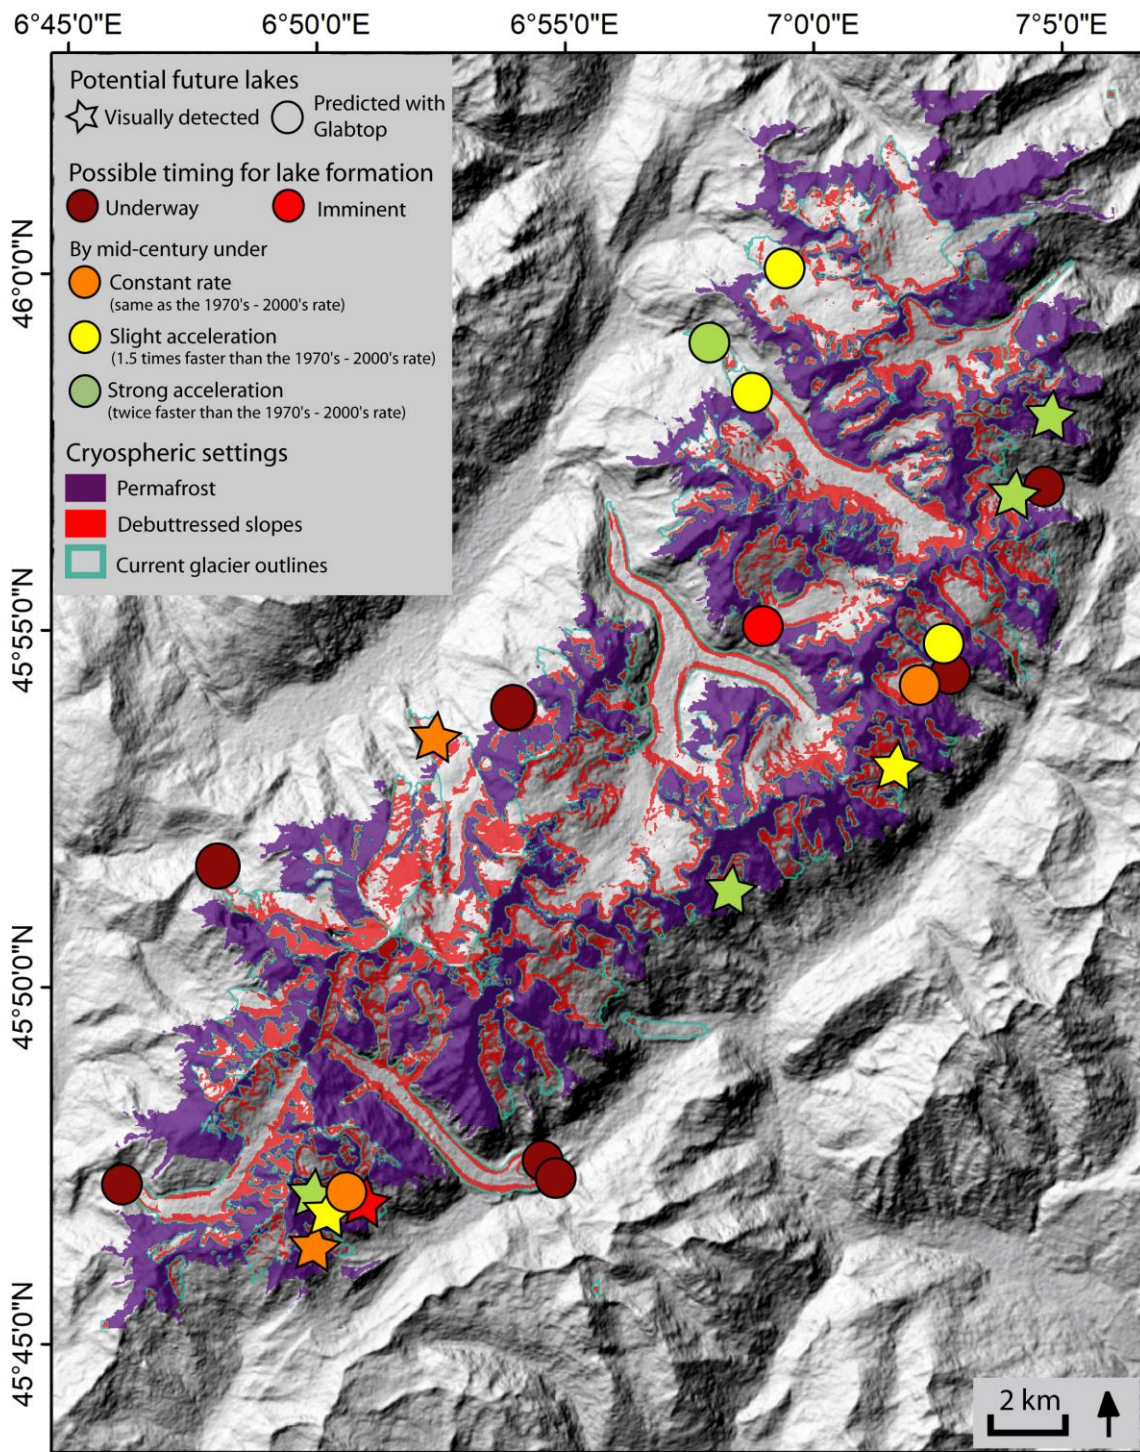 6°45'0"E 6°50'0"E 6°55'0"E 7°0'0"E 7°5'0"E
Potential future lakes
Visually detected Predicted with
Glabtop
Possible timing for lake formation
Underway Imminent
By mid-century under
Constant rate
(same as the 1970's - 2000's rate)
Slight acceleration
(1.5 times faster than the 1970's - 2000's rate)
Strong acceleration
(twice faster than the 1970's - 2000's rate)
Cryospheric settings
Permafrost
Debuttressed slopes
Current glacier outlines
46°0'0"N
45°55'0"N
45°50'0"N
45°45'0"N
2 km